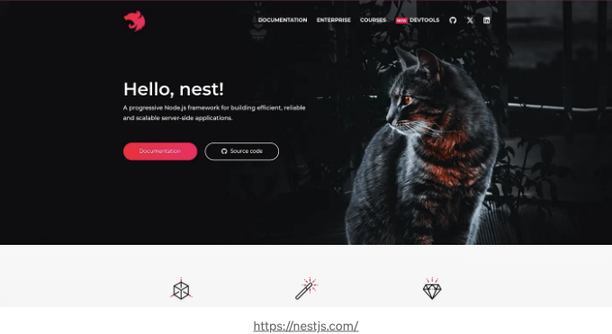 DOCUMENTATION ENTERPRISE COURSES NEW DEVTOOLS
Hello, nest!
A progressive Node.js framework for building efficient, reliable
and scalable server-side applications.
Documentation Source code
https://nestjs.com/